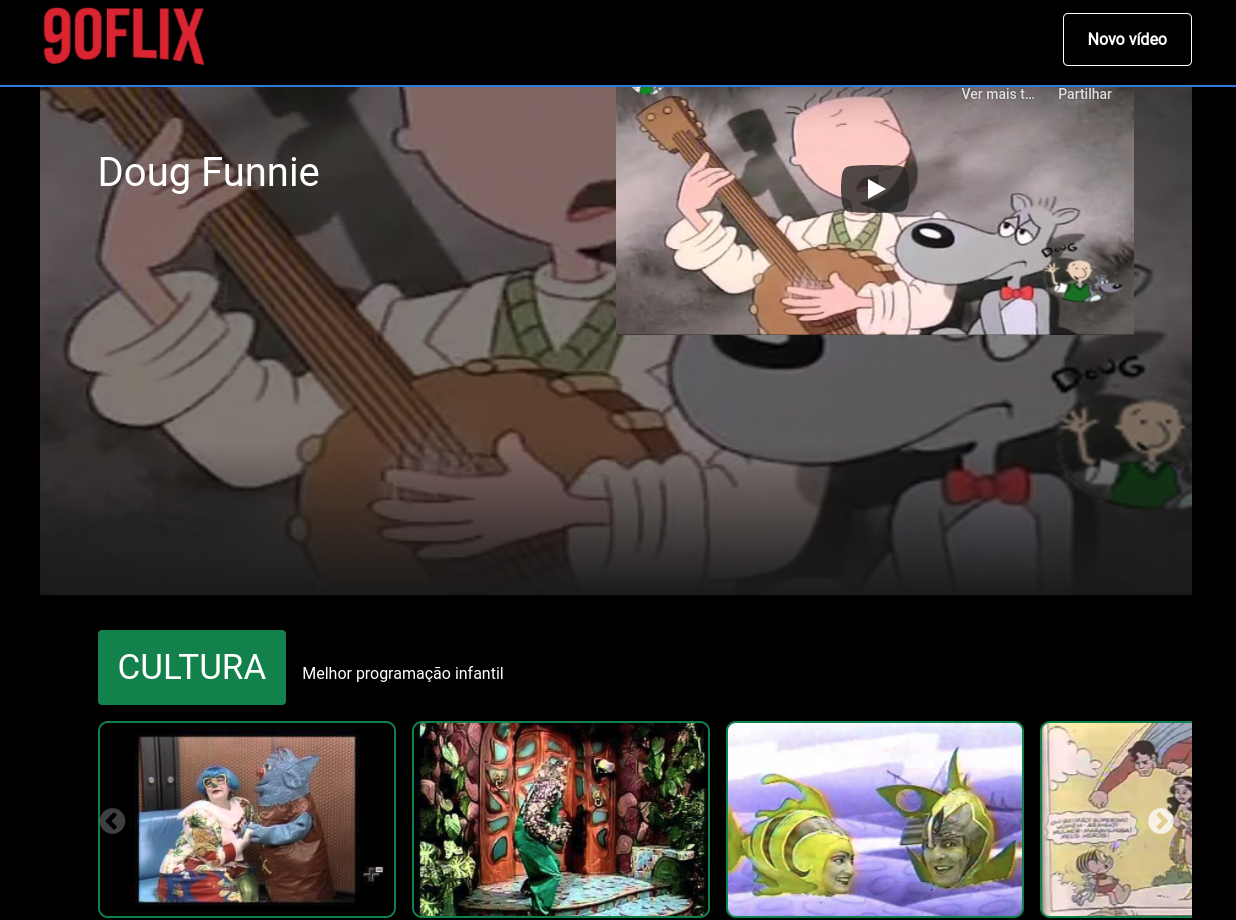 90FLIX
Novo vídeo
Ver mais t...
Partilhar
Doug Funnie
DOUG
DOUG
CULTURA
Melhor programação infantil